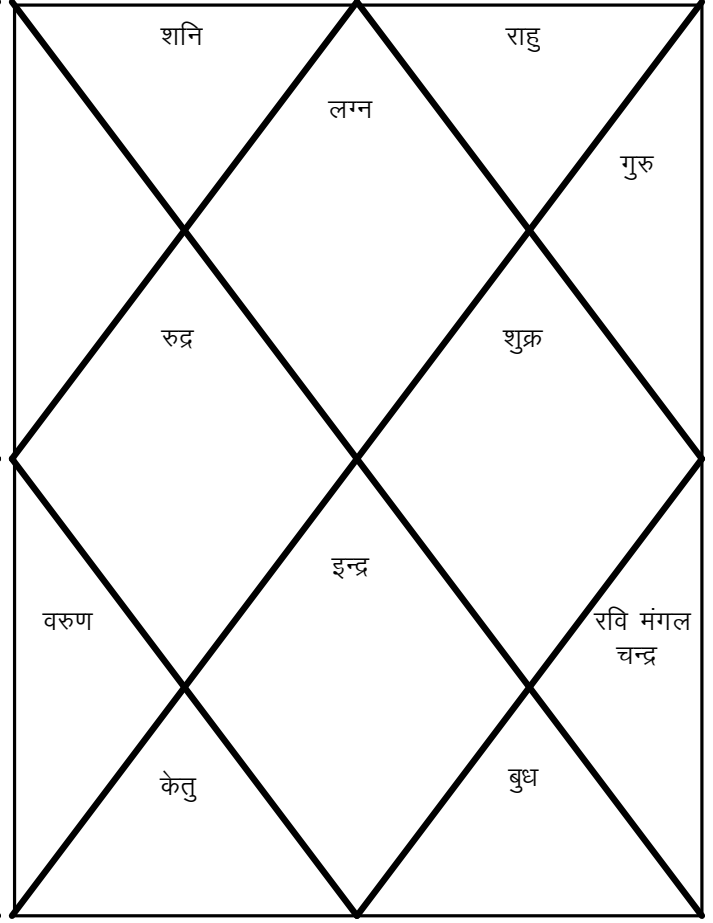 शनि
राहु
लग्न
गुरु
रुद्र
शुक्र
इन्द्र
वरुण
रवि मंगल
चन्द्र
केतु
बुध